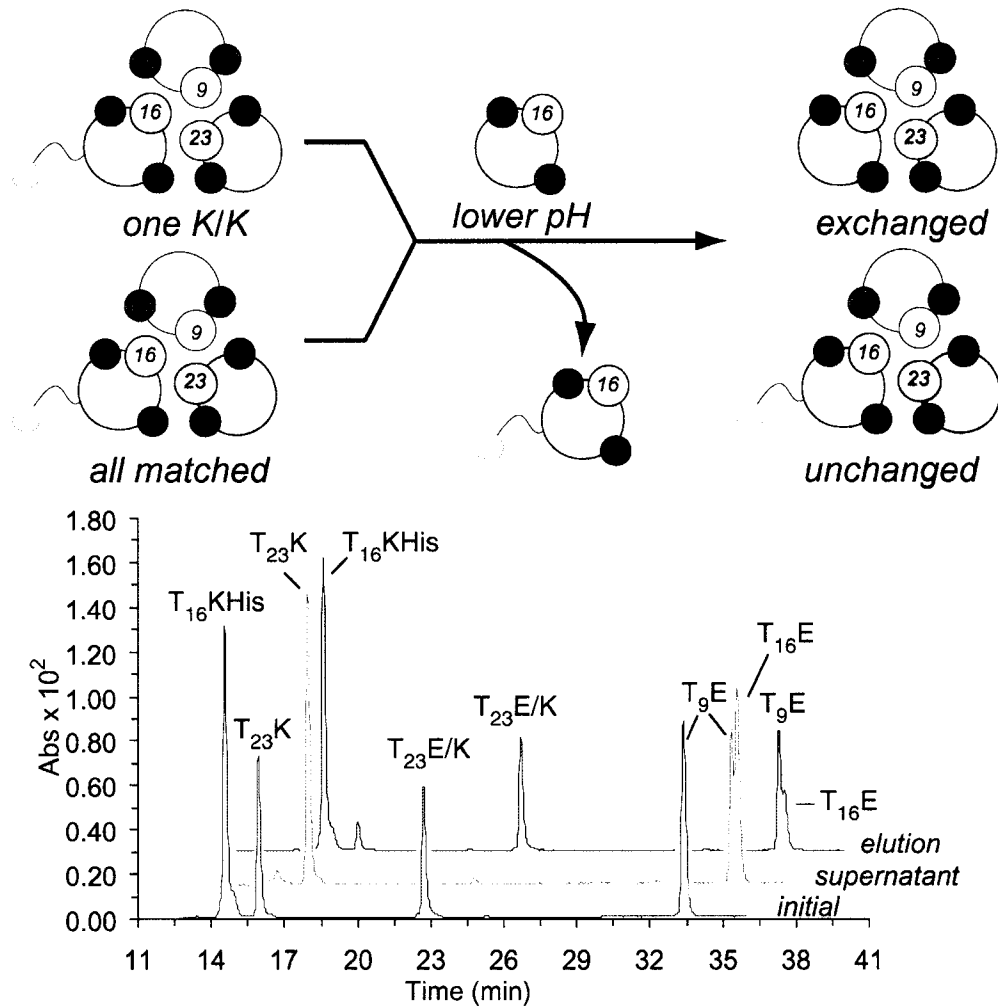 9
16
23
one K/K
16
lower pH
9
16
23
exchanged
9
16
23
all matched
16
9
16
23
unchanged
T₂₃K
T₁₆KHis
T₁₆KHis
T₂₃K
T₂₃E/K
T₂₃E/K
T₉E
T₁₆E
T₉E
T₁₆E
elution
supernatant
initial
Abs x 10²
1.80
1.60
1.40
1.20
1.00
0.80
0.60
0.40
0.20
0.00
11 14 17 20 23 26 29 32 35 38 41
Time (min)